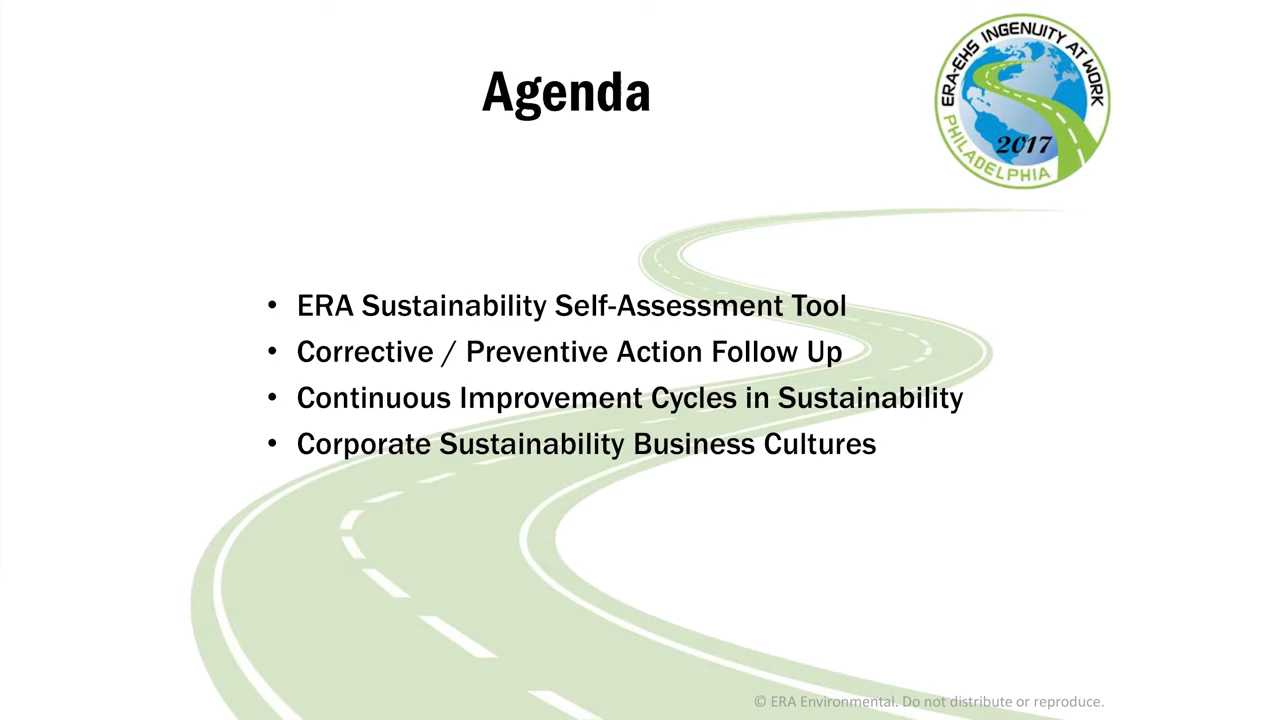 ERA-EHS INGENUITY AT WORK
2017
PHILADELPHIA
Agenda
• ERA Sustainability Self-Assessment Tool
• Corrective / Preventive Action Follow Up
• Continuous Improvement Cycles in Sustainability
• Corporate Sustainability Business Cultures
© ERA Environmental. Do not distribute or reproduce.